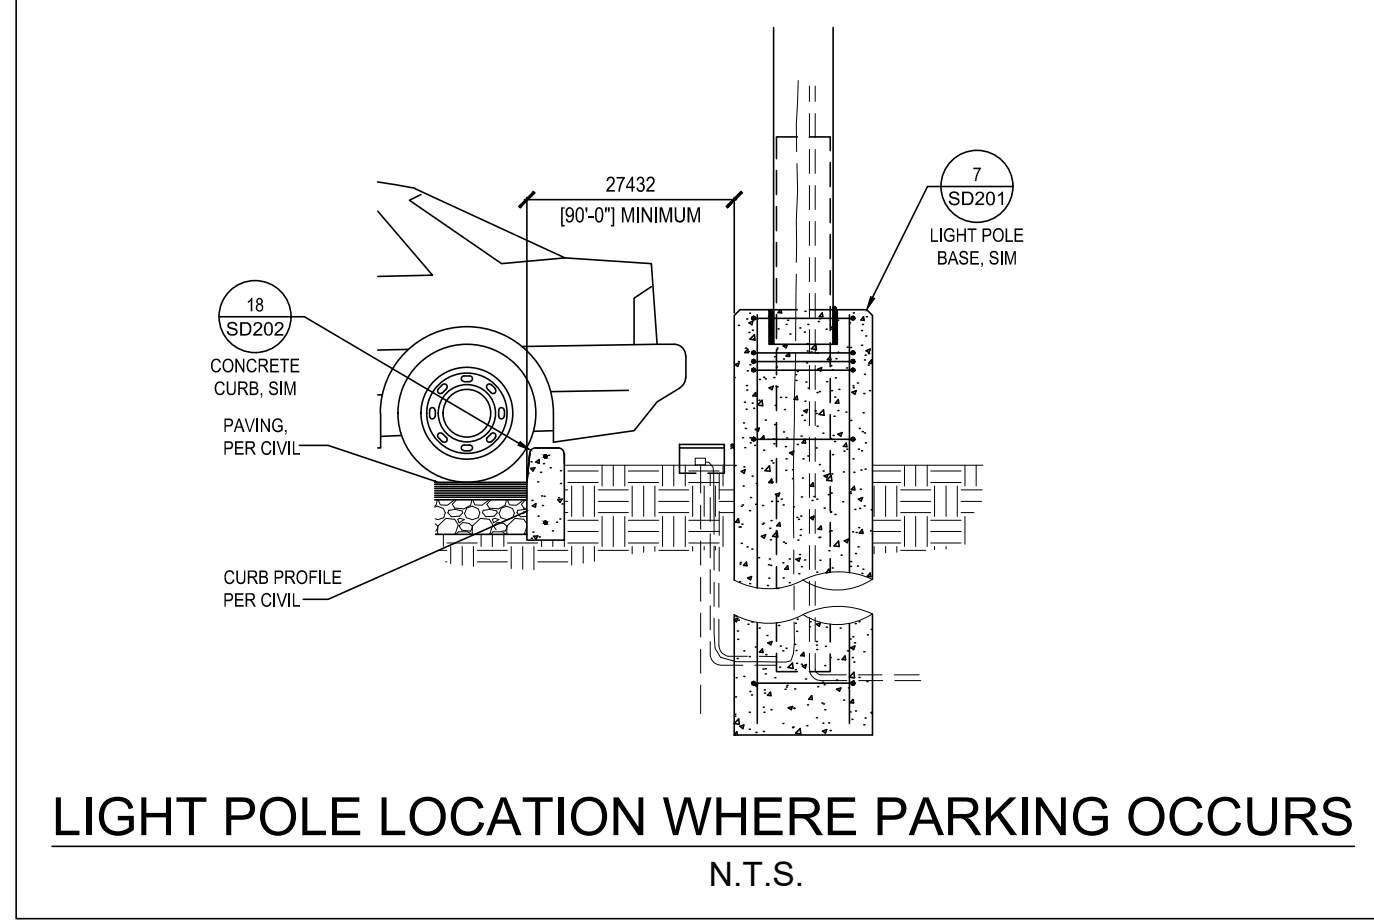 27432
[90'-0"] MINIMUM
7
SD201
LIGHT POLE
BASE, SIM
18
SD202
CONCRETE
CURB, SIM
PAVING,
PER CIVIL
CURB PROFILE
PER CIVIL
LIGHT POLE LOCATION WHERE PARKING OCCURS
N.T.S.